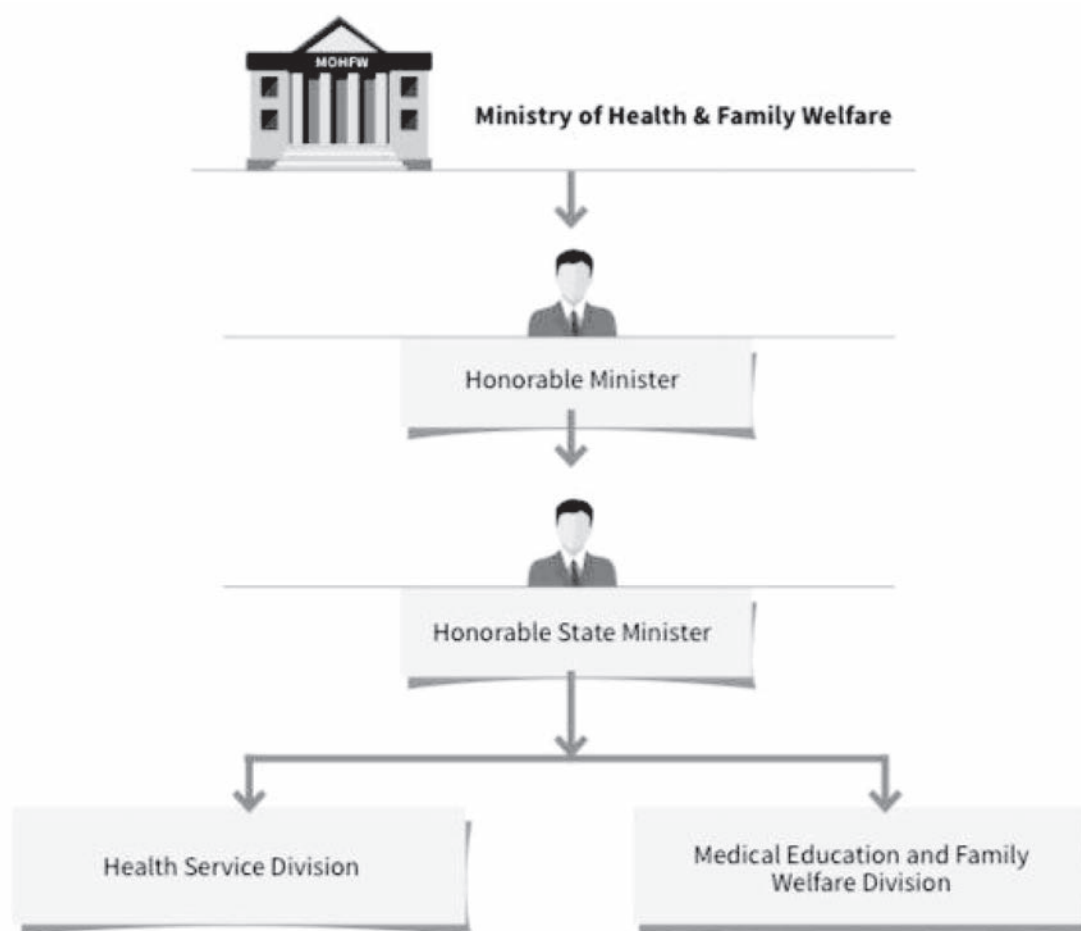 MOHFW
Ministry of Health & Family Welfare
Honorable Minister
Honorable State Minister
Health Service Division
Medical Education and Family
Welfare Division